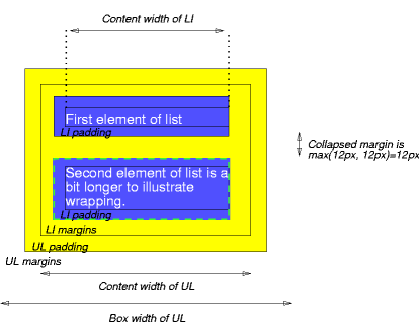 Content width of LI
First element of list
LI padding
Collapsed margin is
max(12px, 12px)=12px
Second element of list is a
bit longer to illustrate
wrapping.
LI padding
LI margins
UL padding
UL margins
Content width of UL
Box width of UL